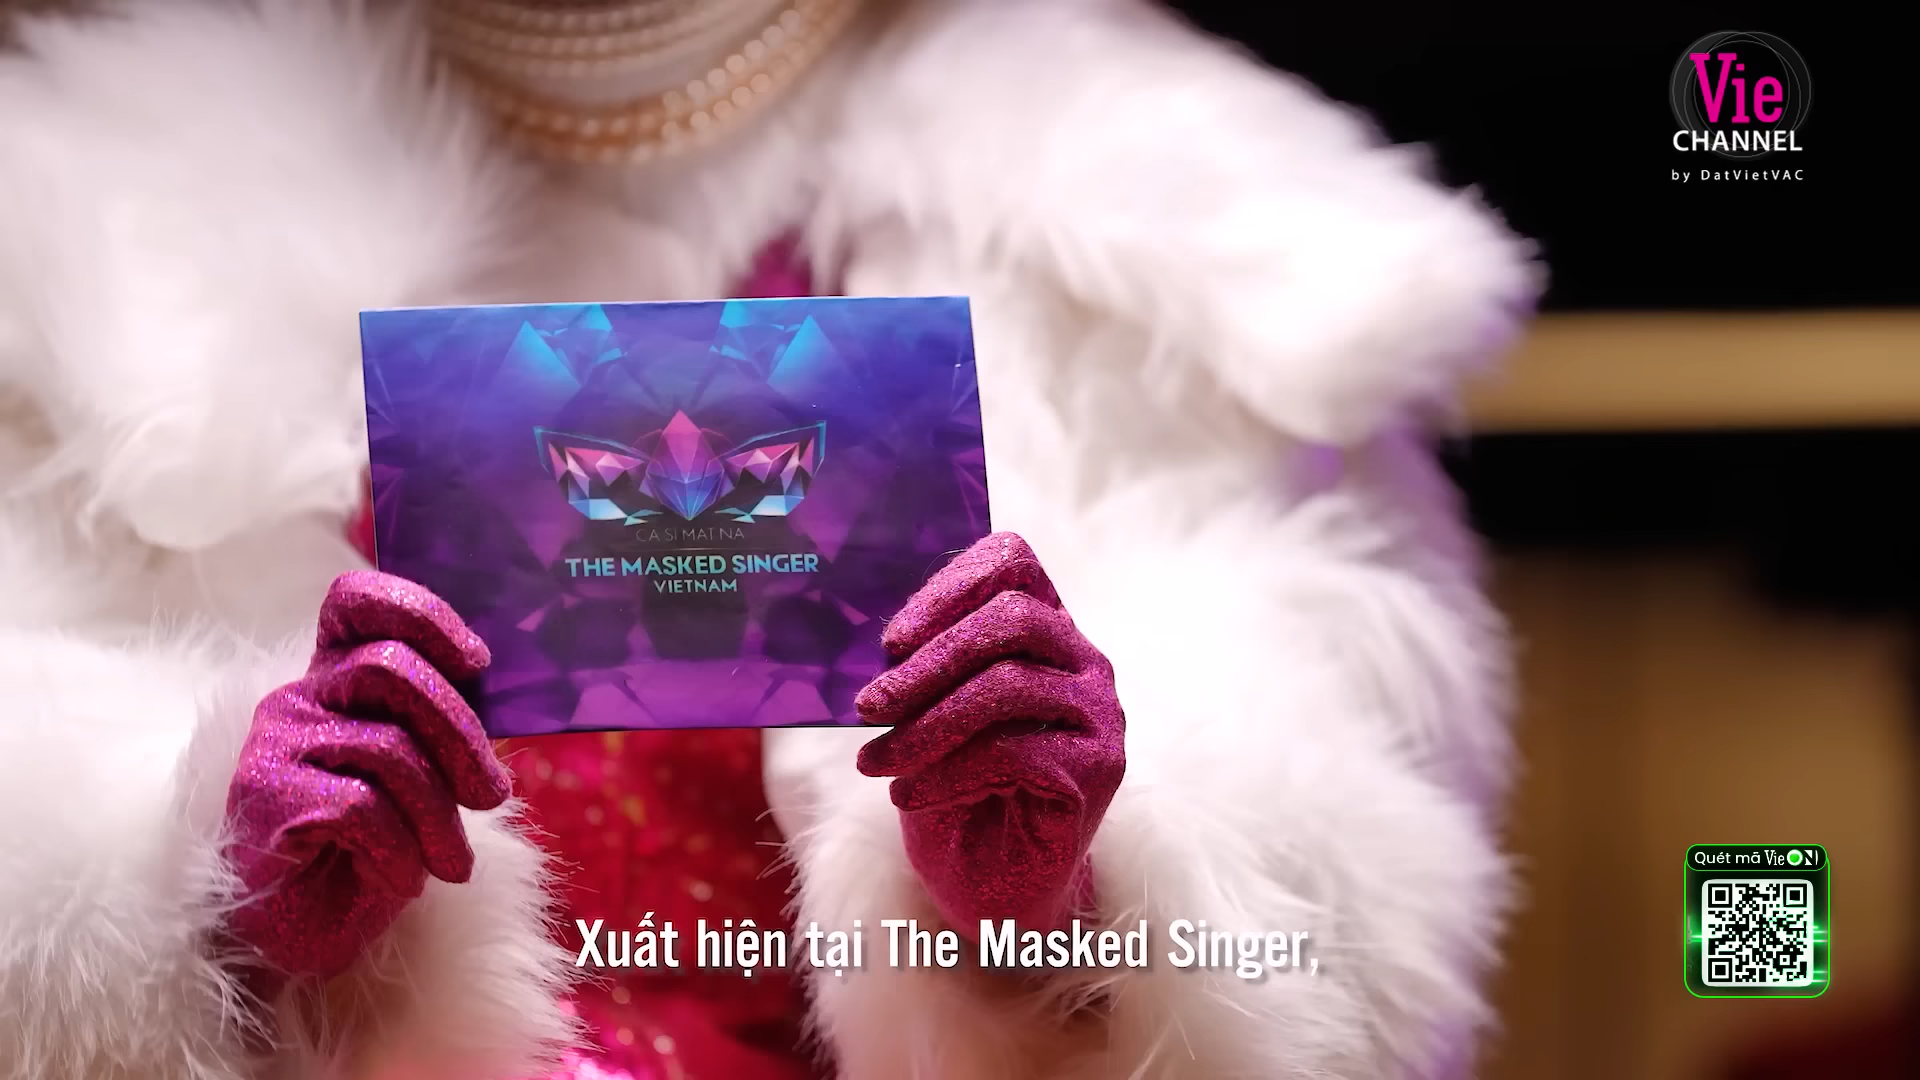 Vie
CHANNEL
by DatVietVAC
CA SĨ MẶT NẠ
THE MASKED SINGER
VIETNAM
Quét mã VieON
Xuất hiện tại The Masked Singer,